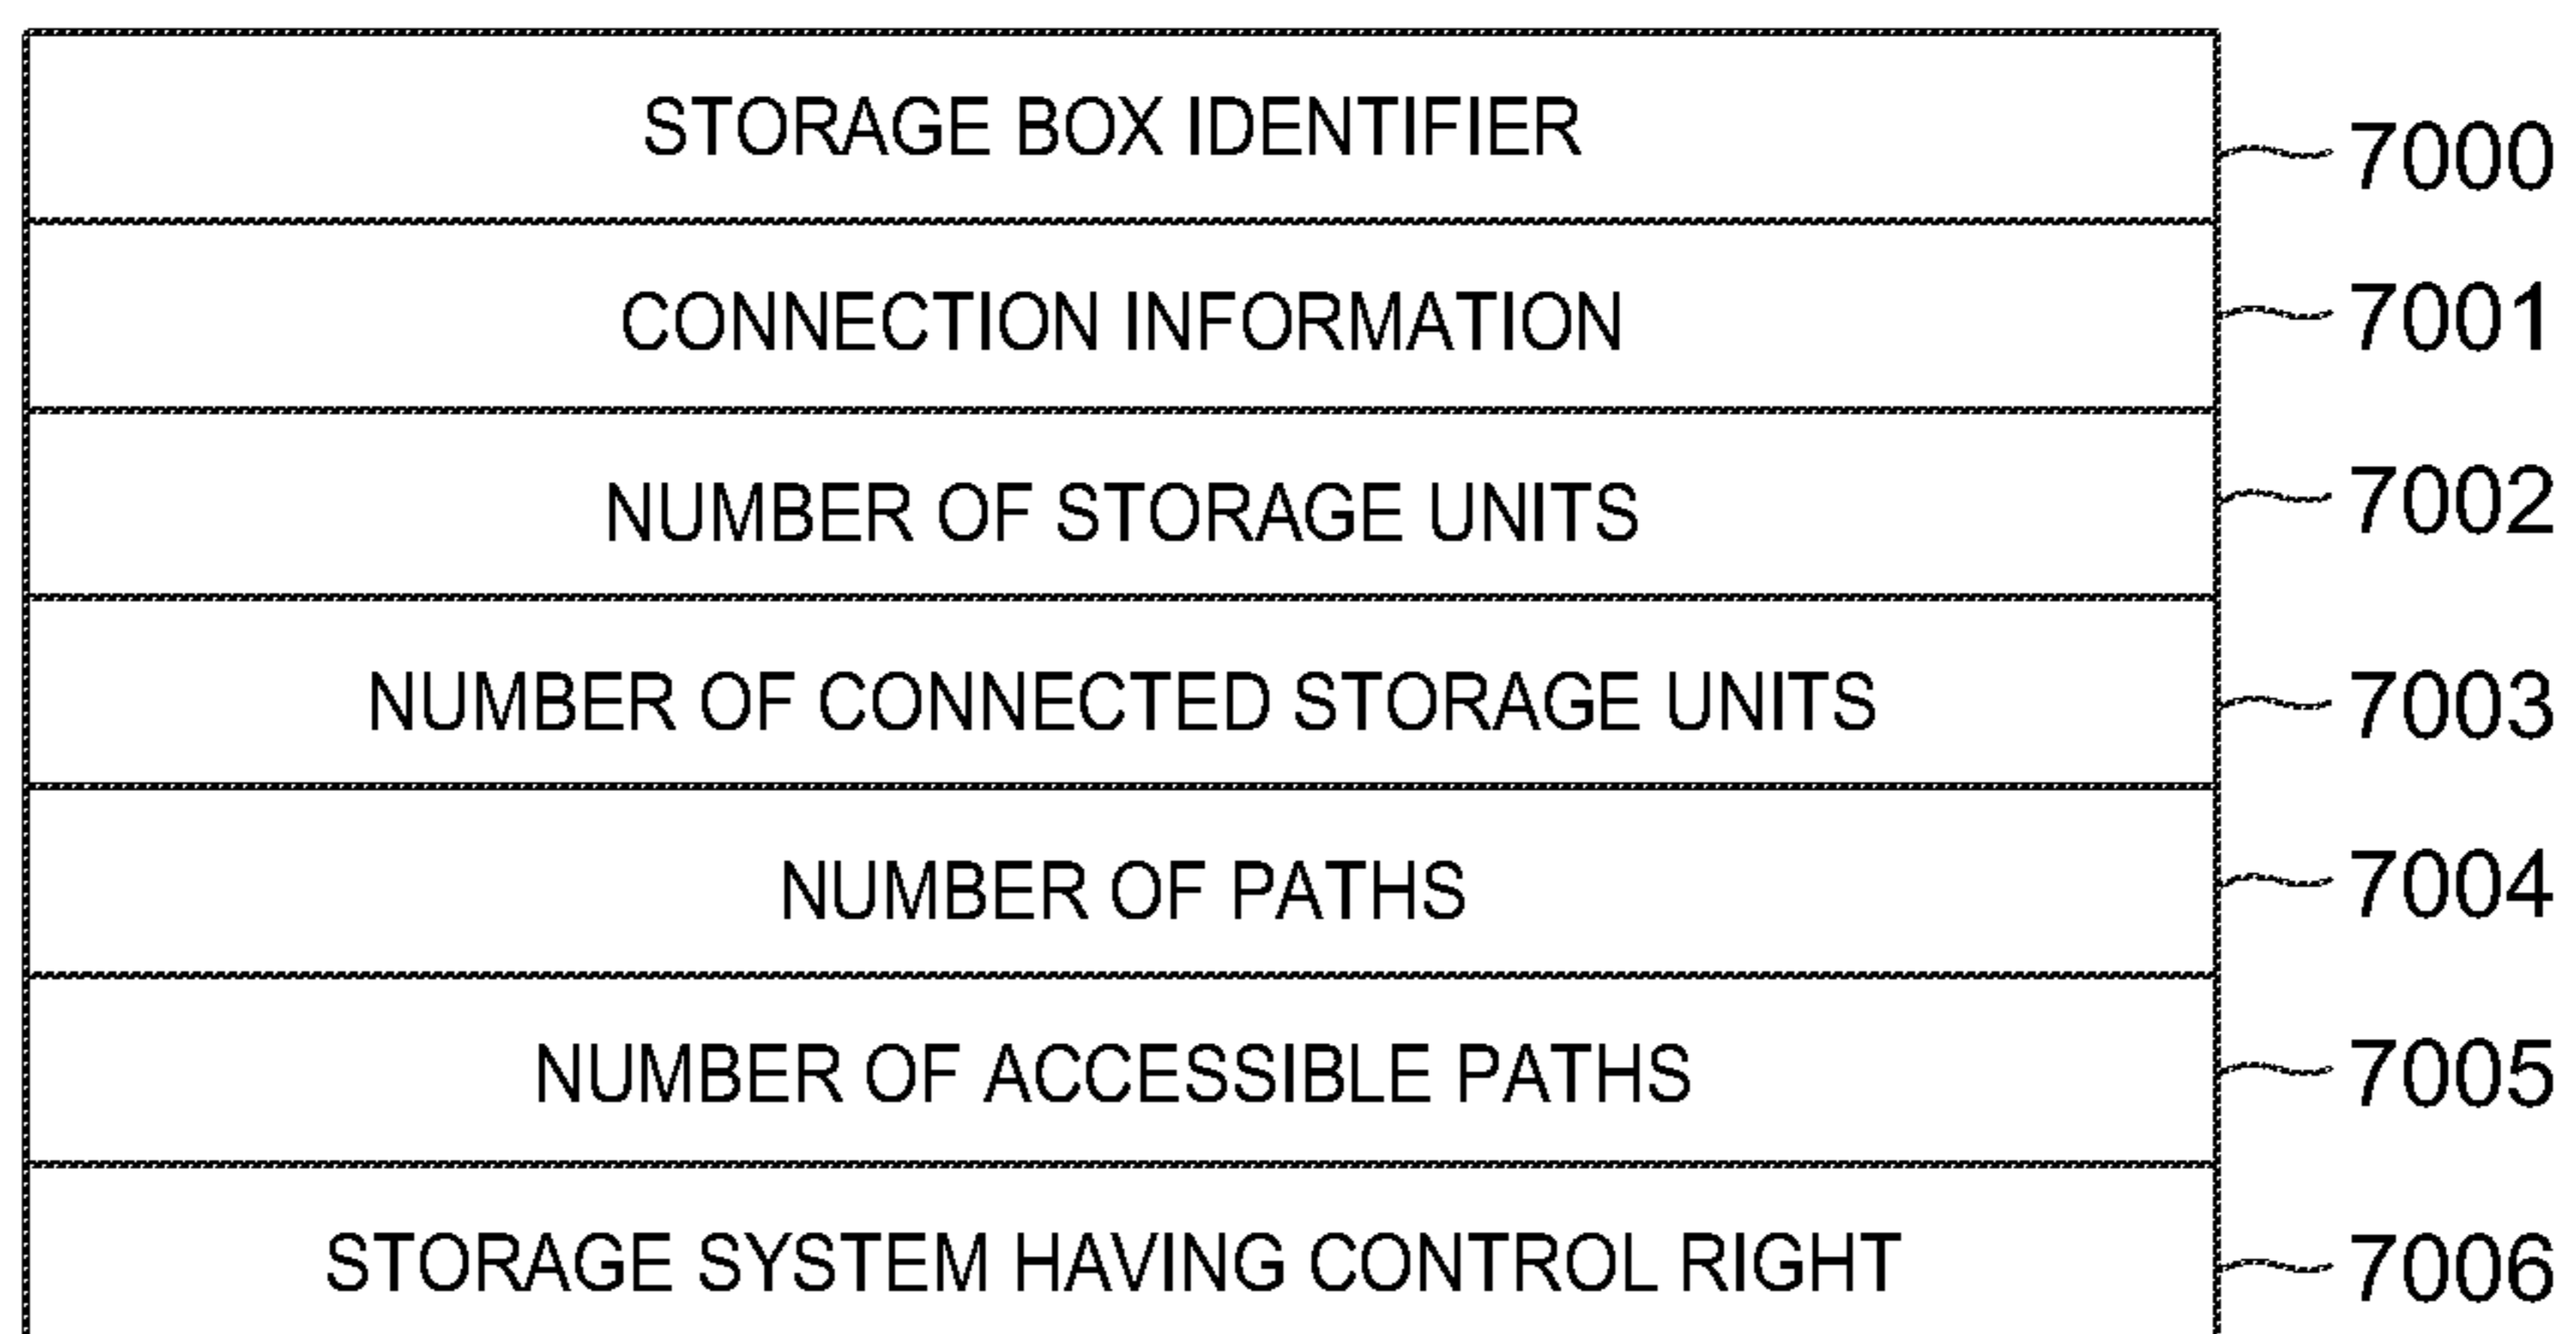 STORAGE BOX IDENTIFIER 7000
CONNECTION INFORMATION 7001
NUMBER OF STORAGE UNITS 7002
NUMBER OF CONNECTED STORAGE UNITS 7003
NUMBER OF PATHS 7004
NUMBER OF ACCESSIBLE PATHS 7005
STORAGE SYSTEM HAVING CONTROL RIGHT 7006